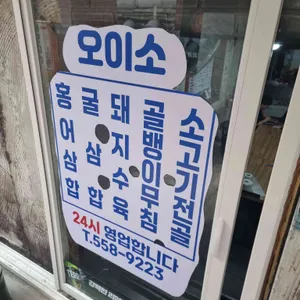 오이소
홍어삼합
굴삼합
돼지수육
골뱅이무침
소고기전골
24시 영업합니다
T.558-9223